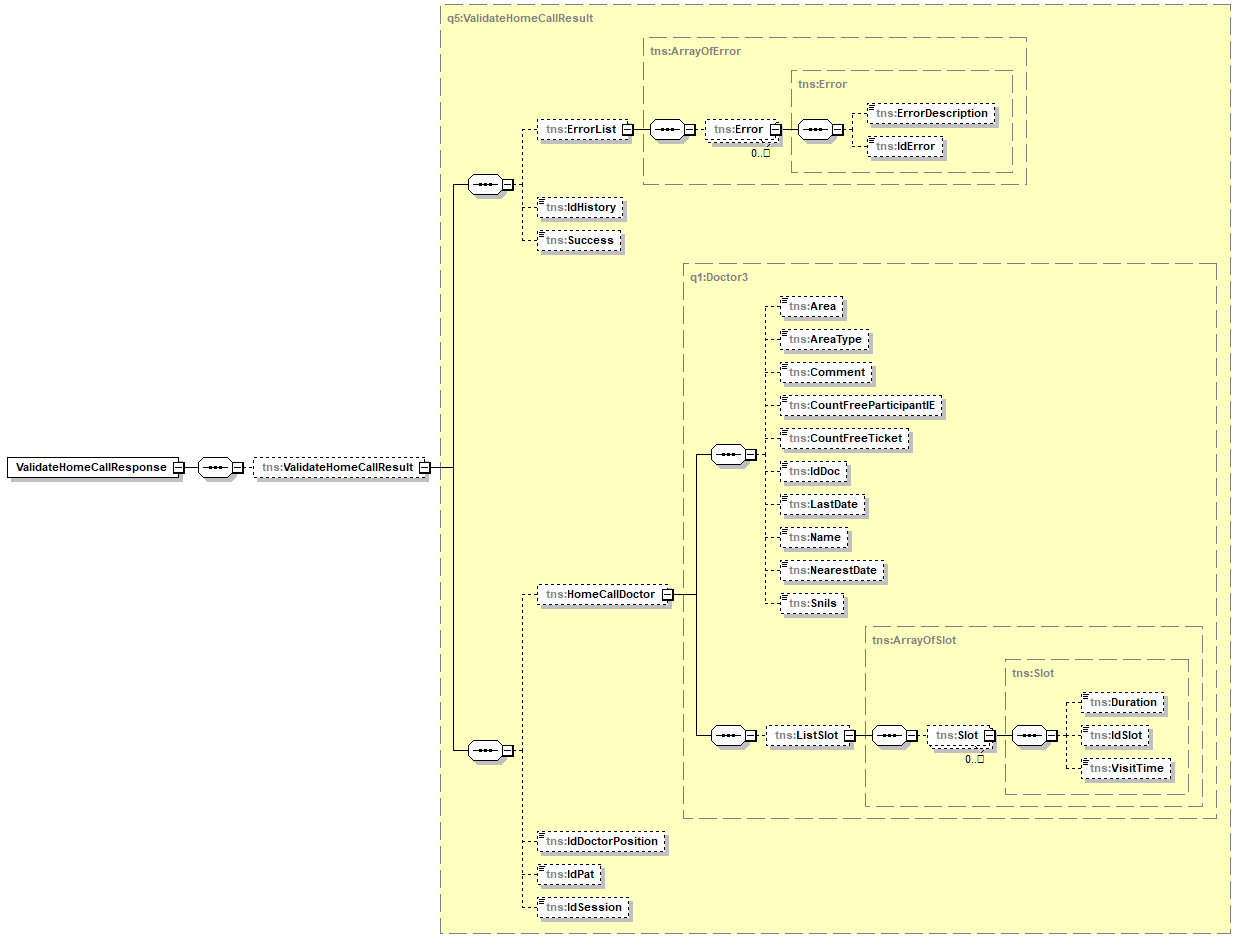 q5:ValidateHomeCallResult
tns:ArrayOfError
tns:Error
tns:ErrorDescription
tns:ErrorList
tns:Error
0..□
tns:IdError
tns:IdHistory
tns:Success
q1:Doctor3
tns:Area
tns:AreaType
tns:Comment
tns:CountFreeParticipantIE
tns:CountFreeTicket
ValidateHomeCallResponse
tns:ValidateHomeCallResult
tns:IdDoc
tns:LastDate
tns:Name
tns:NearestDate
tns:HomeCallDoctor
tns:Snils
tns:ArrayOfSlot
tns:Slot
tns:Duration
tns:ListSlot
tns:Slot
0..□
tns:IdSlot
tns:VisitTime
tns:IdDoctorPosition
tns:IdPat
tns:IdSession